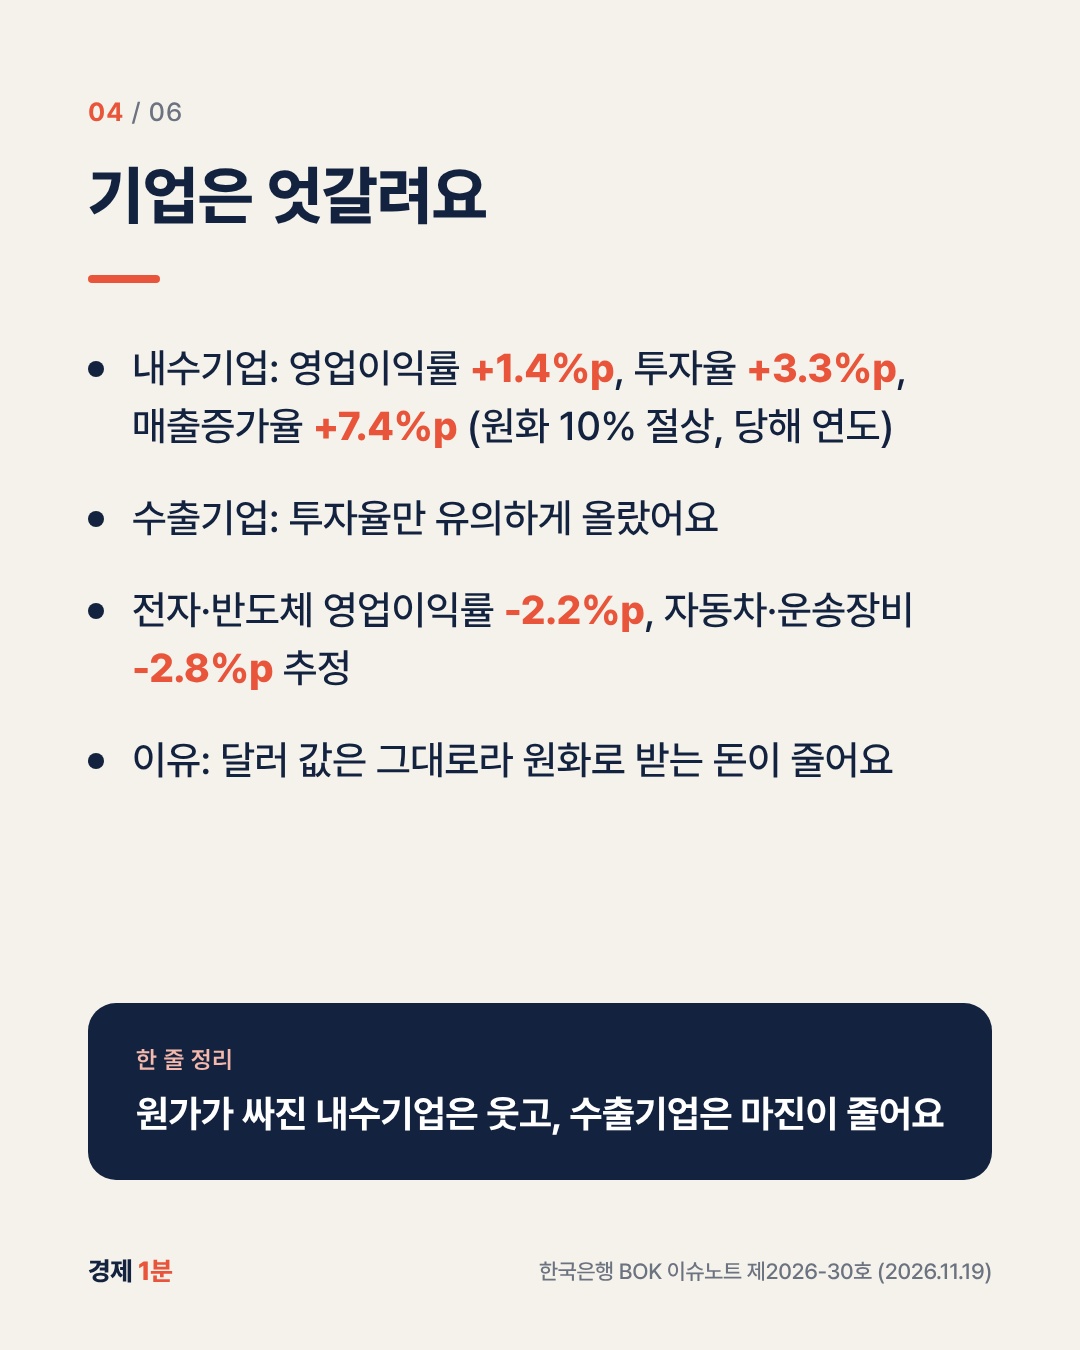 04 / 06
기업은 엇갈려요
• 내수기업: 영업이익률 +1.4%p, 투자율 +3.3%p,
매출증가율 +7.4%p (원화 10% 절상, 당해 연도)
• 수출기업: 투자율만 유의하게 올랐어요
• 전자·반도체 영업이익률 -2.2%p, 자동차·운송장비
-2.8%p 추정
• 이유: 달러 값은 그대로라 원화로 받는 돈이 줄어요
한 줄 정리
원가가 싸진 내수기업은 웃고, 수출기업은 마진이 줄어요
경제 1분
한국은행 BOK 이슈노트 제2026-30호 (2026.11.19)